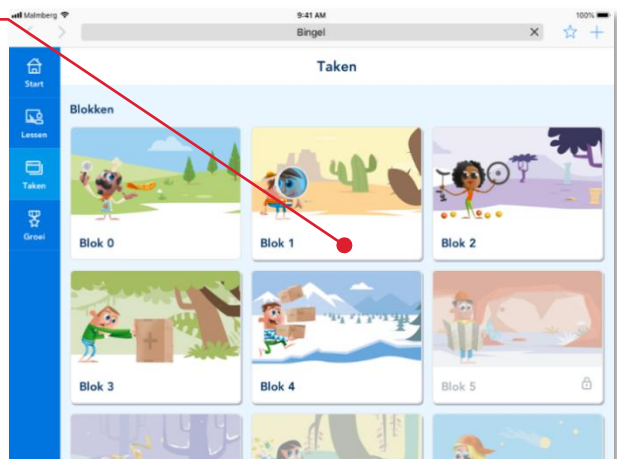 Malmberg 9:41 AM 100%
Bingel
Taken
Start
Lessen
Taken
Groei
Blokken
Blok 0
Blok 1
Blok 2
Blok 3
Blok 4
Blok 5